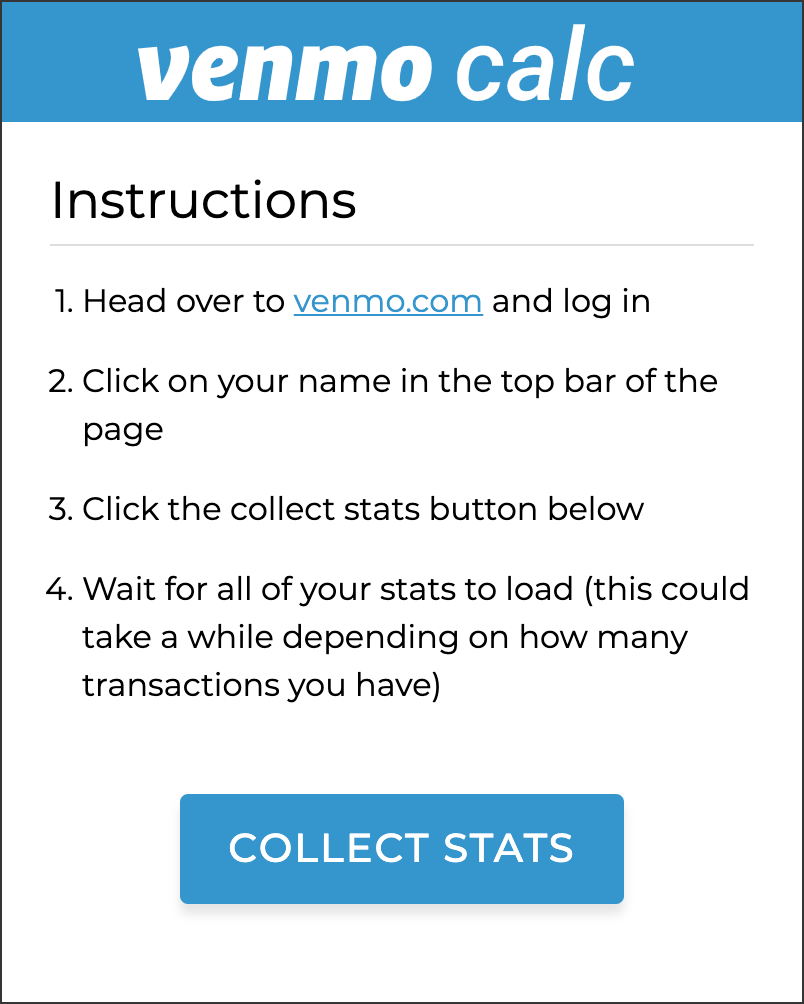 venmo calc
Instructions
1. Head over to venmo.com and log in
2. Click on your name in the top bar of the
page
3. Click the collect stats button below
4. Wait for all of your stats to load (this could
take a while depending on how many
transactions you have)
COLLECT STATS